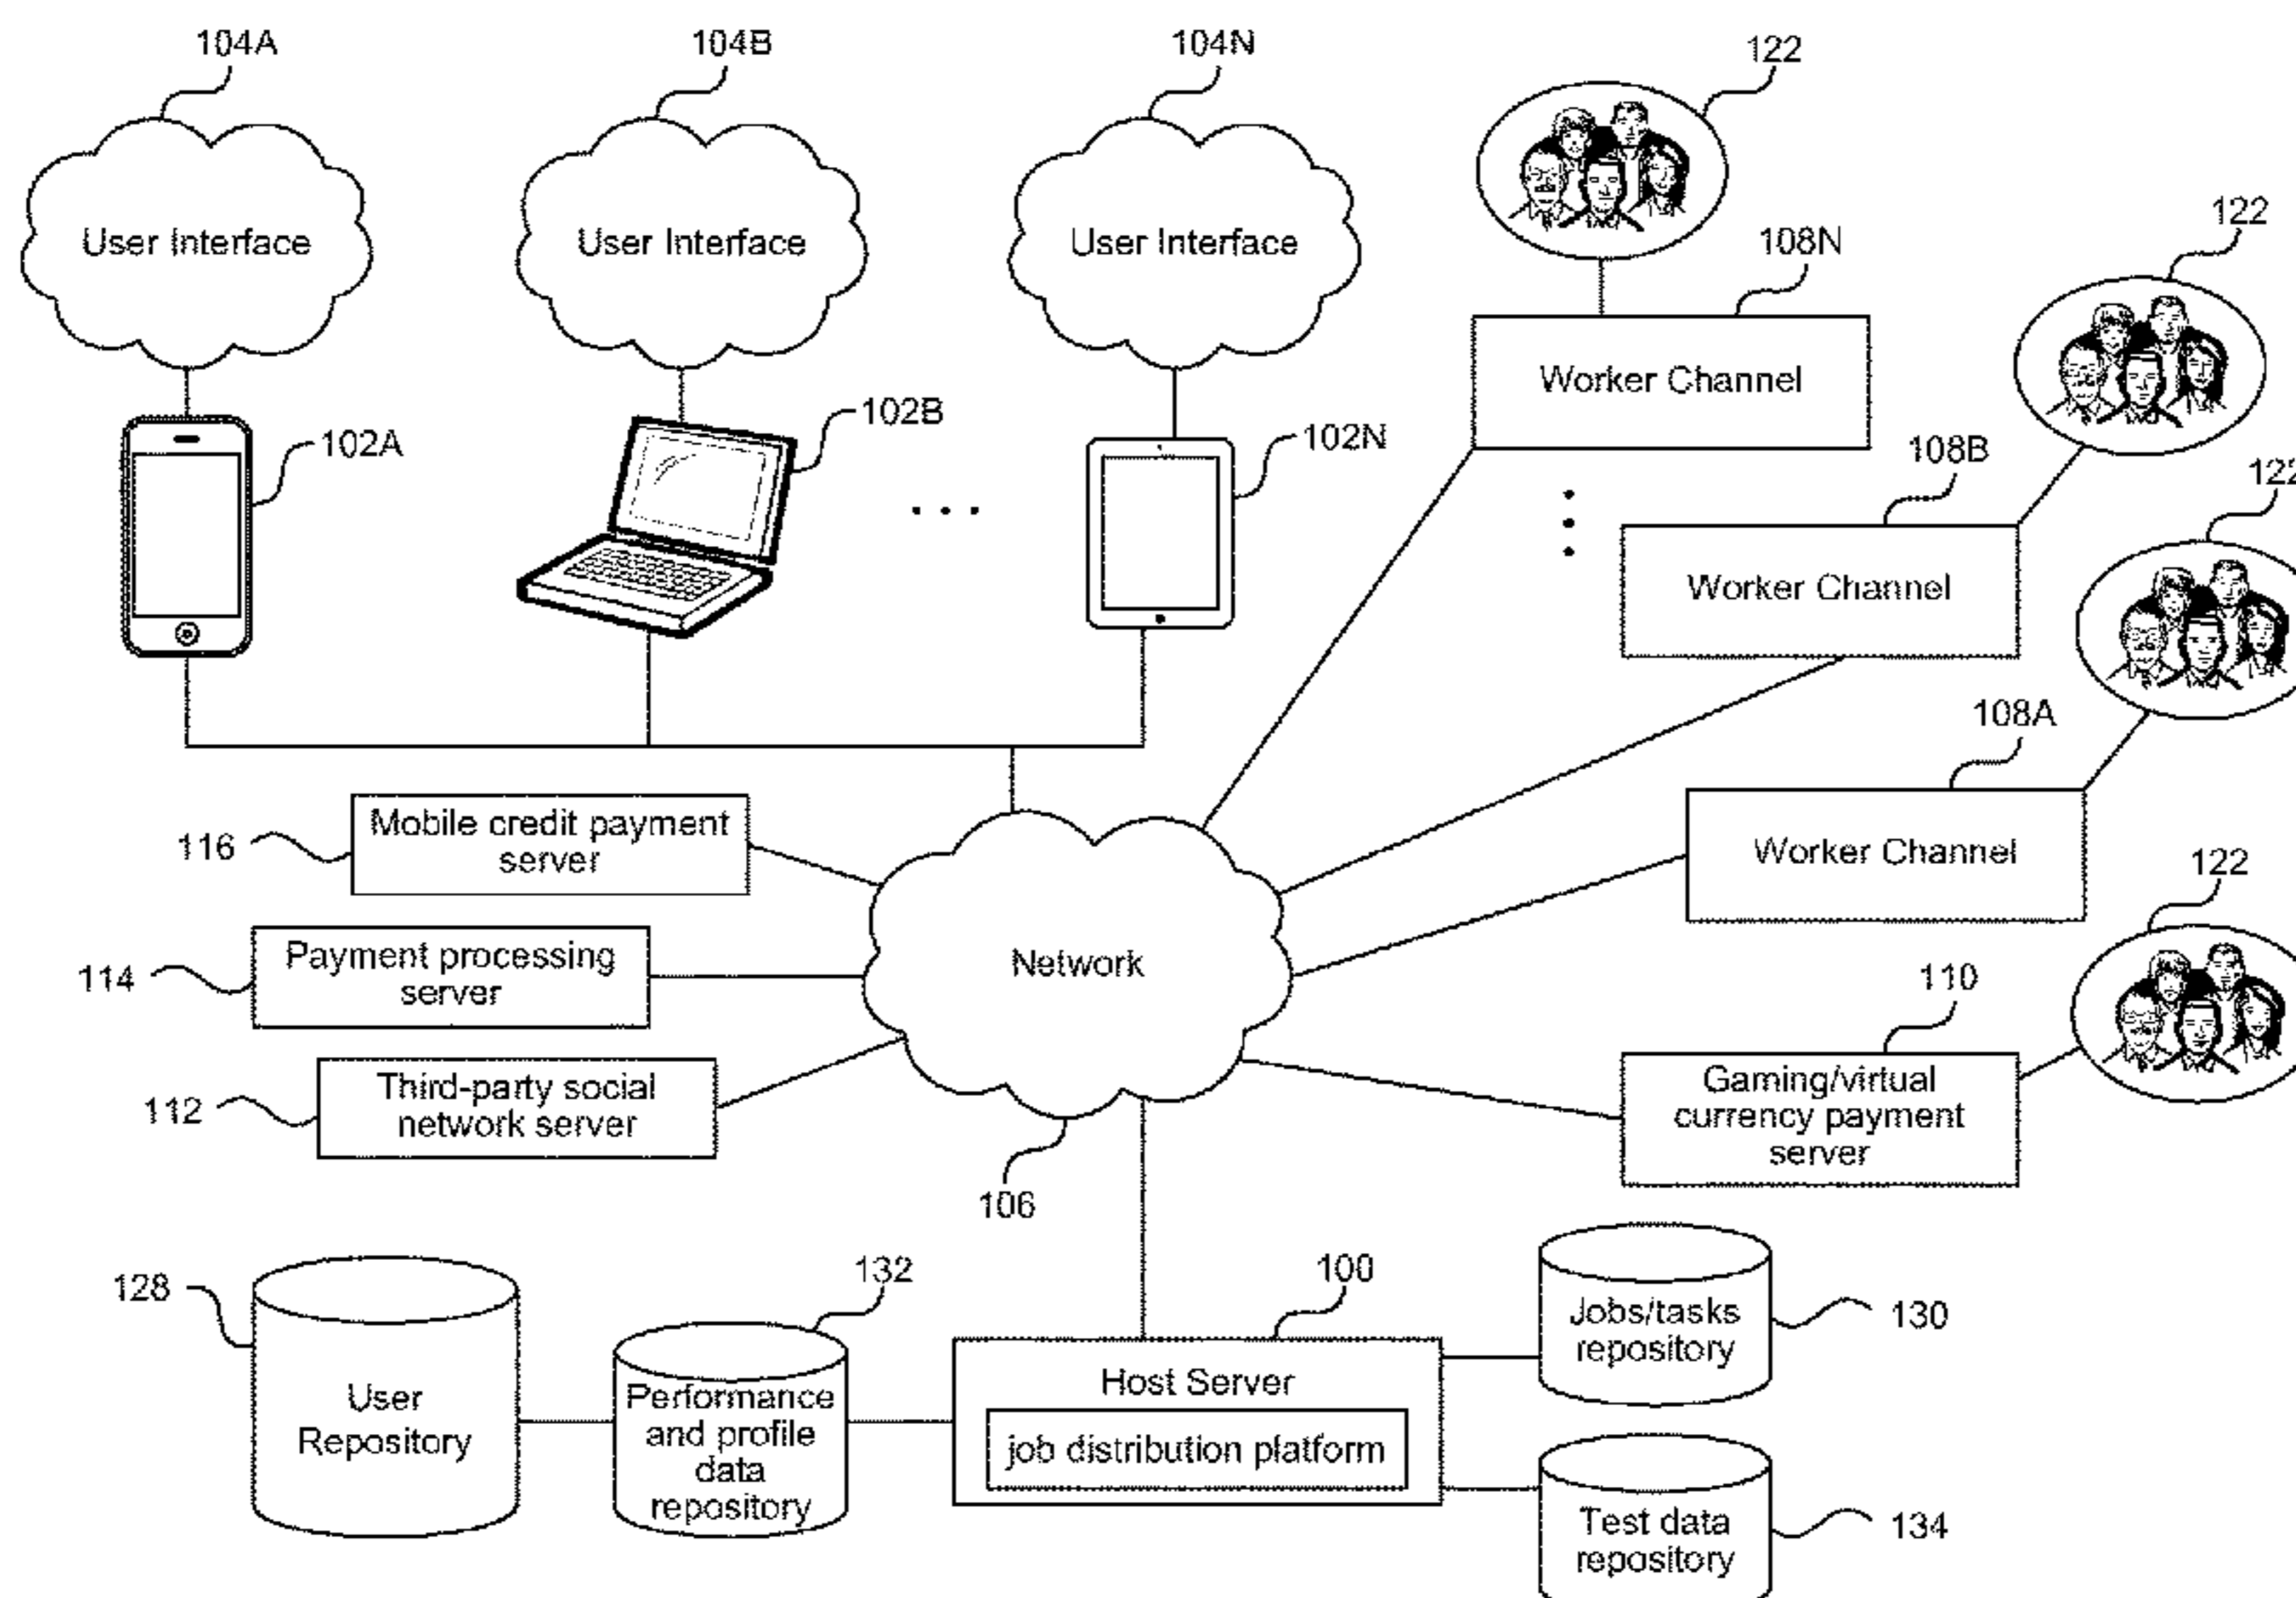 104A
104B
104N
122
User Interface
User Interface
User Interface
108N
122
Worker Channel
102A
102B
102N
108B
122
Worker Channel
108A
116
Mobile credit payment
server
Worker Channel
122
114
Payment processing
server
Network
110
112
Third-party social
network server
Gaming/virtual
currency payment
server
106
128
132
100
User
Repository
Performance
and profile
data
repository
Host Server
job distribution platform
Jobs/tasks
repository
130
Test data
repository
134